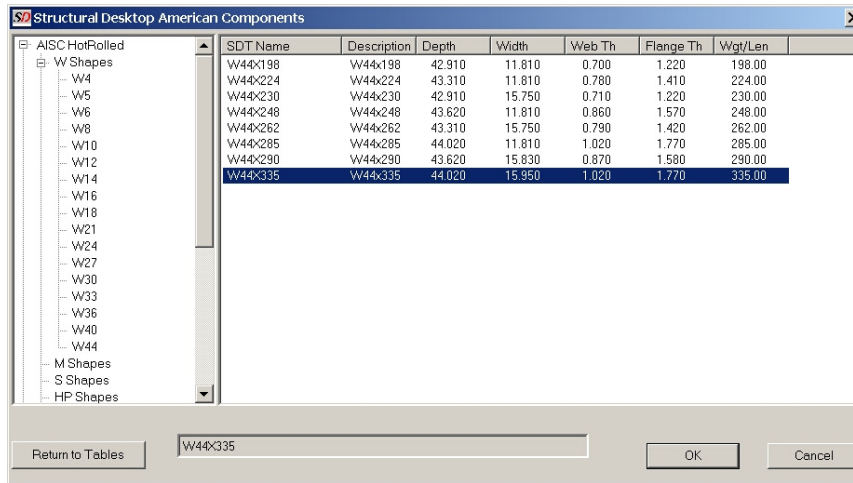 SD Structural Desktop American Components
AISC HotRolled
W Shapes
W4
W5
W6
W8
W10
W12
W14
W16
W18
W21
W24
W27
W30
W33
W36
W40
W44
M Shapes
S Shapes
HP Shapes
SDT Name Description Depth Width Web Th Flange Th Wgt/Len
W44X198 W44x198 42.910 11.810 0.700 1.220 198.00
W44X224 W44x224 43.310 11.810 0.780 1.410 224.00
W44X230 W44x230 42.910 15.750 0.710 1.220 230.00
W44X248 W44x248 43.620 11.810 0.860 1.570 248.00
W44X262 W44x262 43.310 15.750 0.790 1.420 262.00
W44X285 W44x285 44.020 11.810 1.020 1.770 285.00
W44X290 W44x290 43.620 15.830 0.870 1.580 290.00
W44X335 W44x335 44.020 15.950 1.020 1.770 335.00
Return to Tables
W44X335
OK
Cancel